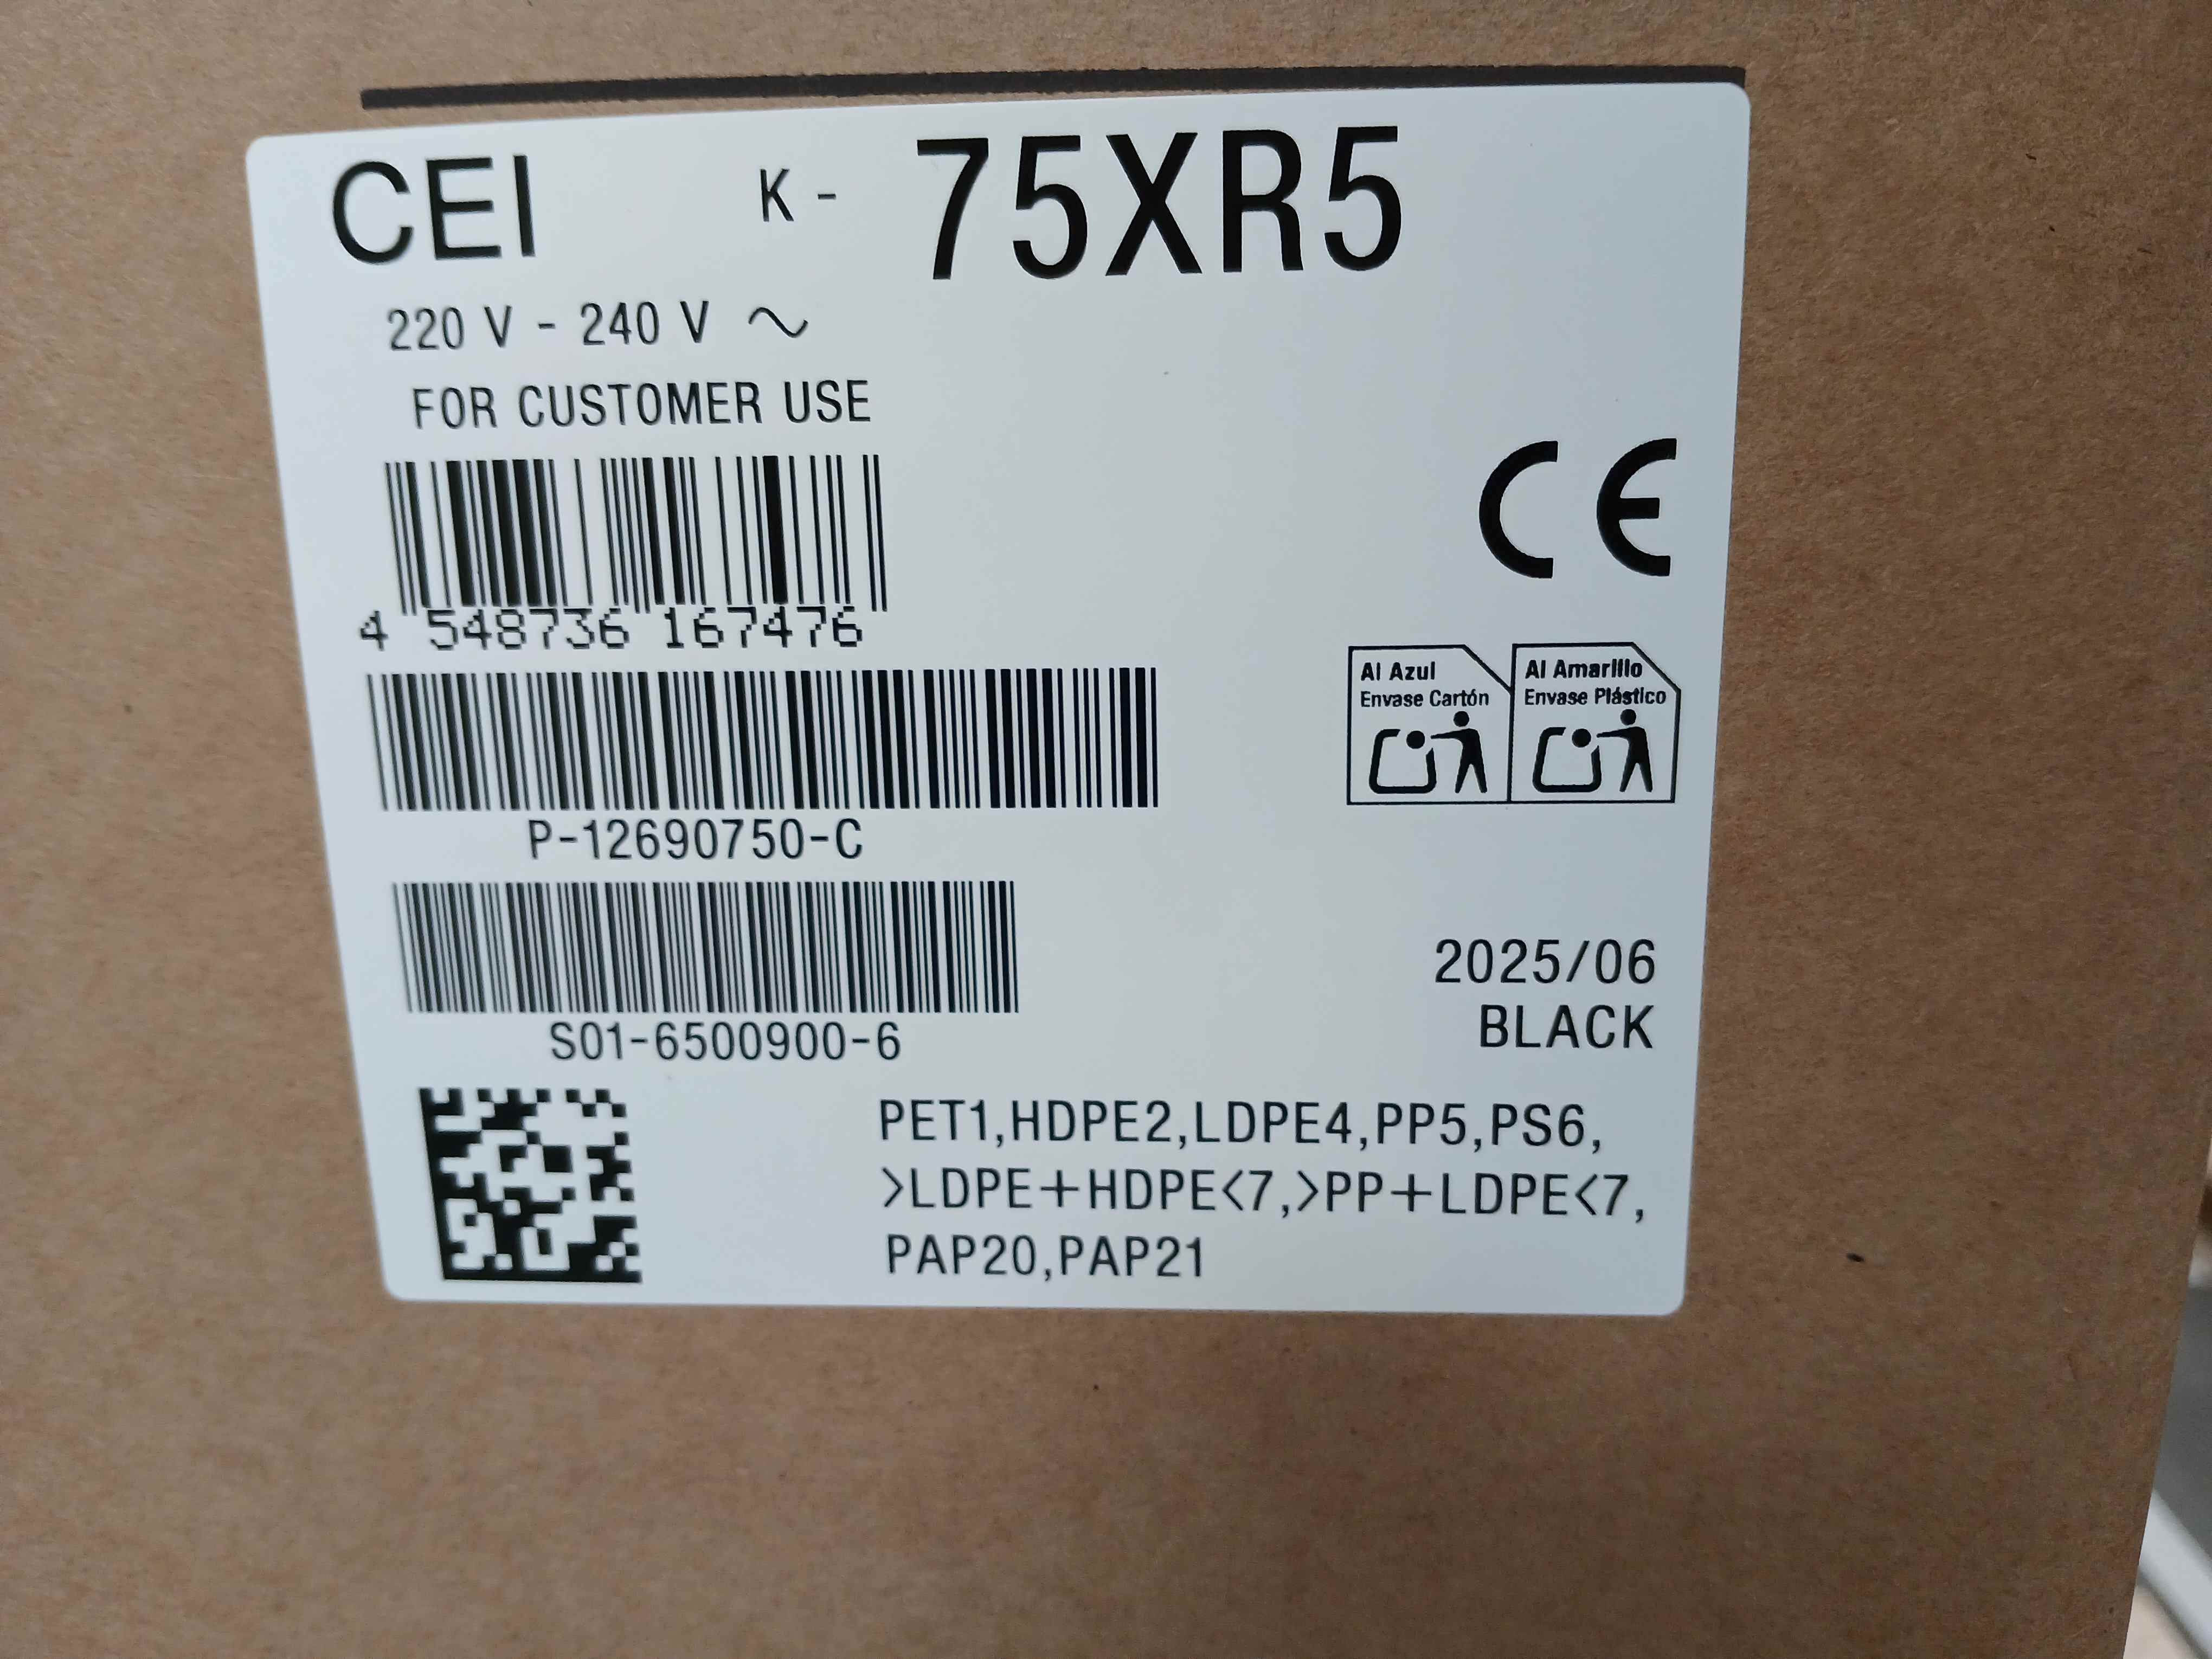 CEI K- 75XR5
220 V - 240 V ~
FOR CUSTOMER USE
4 548736 167476
CE
Al Azul
Envase Cartón
Al Amarillo
Envase Plástico
P-12690750-C
2025/06
BLACK
S01-6500900-6
PET1,HDPE2,LDPE4,PP5,PS6,
>LDPE+HDPE<7,>PP+LDPE<7,
PAP20,PAP21